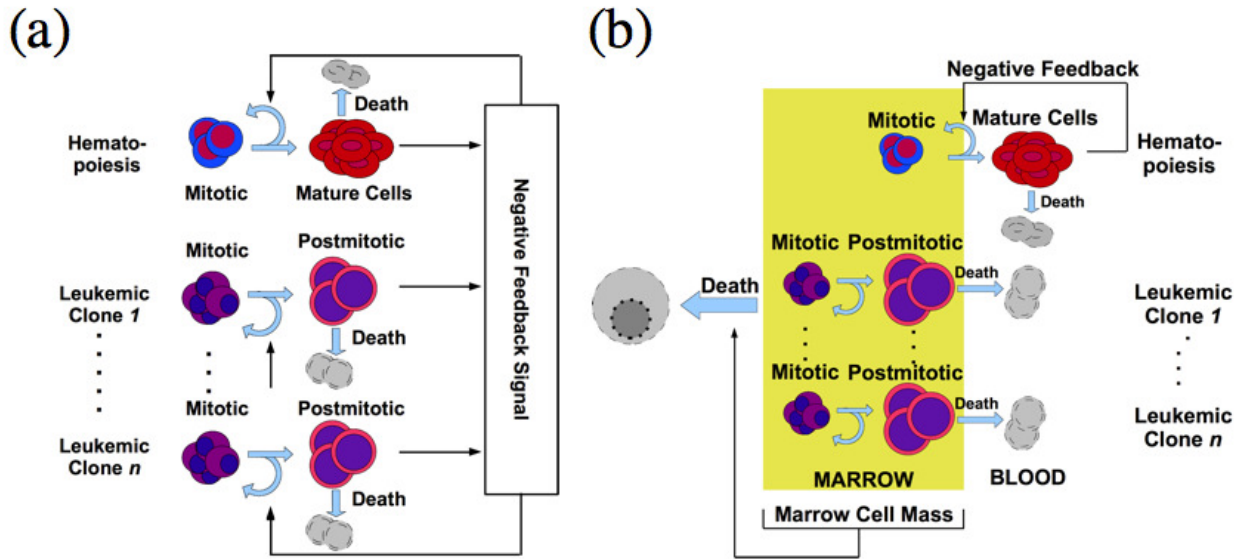 (a)
Death
Hemato-
poiesis
Mitotic
Mature Cells
Mitotic
Postmitotic
Leukemic
Clone 1
Death
Mitotic
Postmitotic
Leukemic
Clone n
Death
Negative Feedback Signal
(b)
Negative Feedback
Mitotic
Mature Cells
Hemato-
poiesis
Death
Mitotic
Postmitotic
Death
Death
Leukemic
Clone 1
Mitotic
Postmitotic
Death
Leukemic
Clone n
MARROW
BLOOD
Marrow Cell Mass